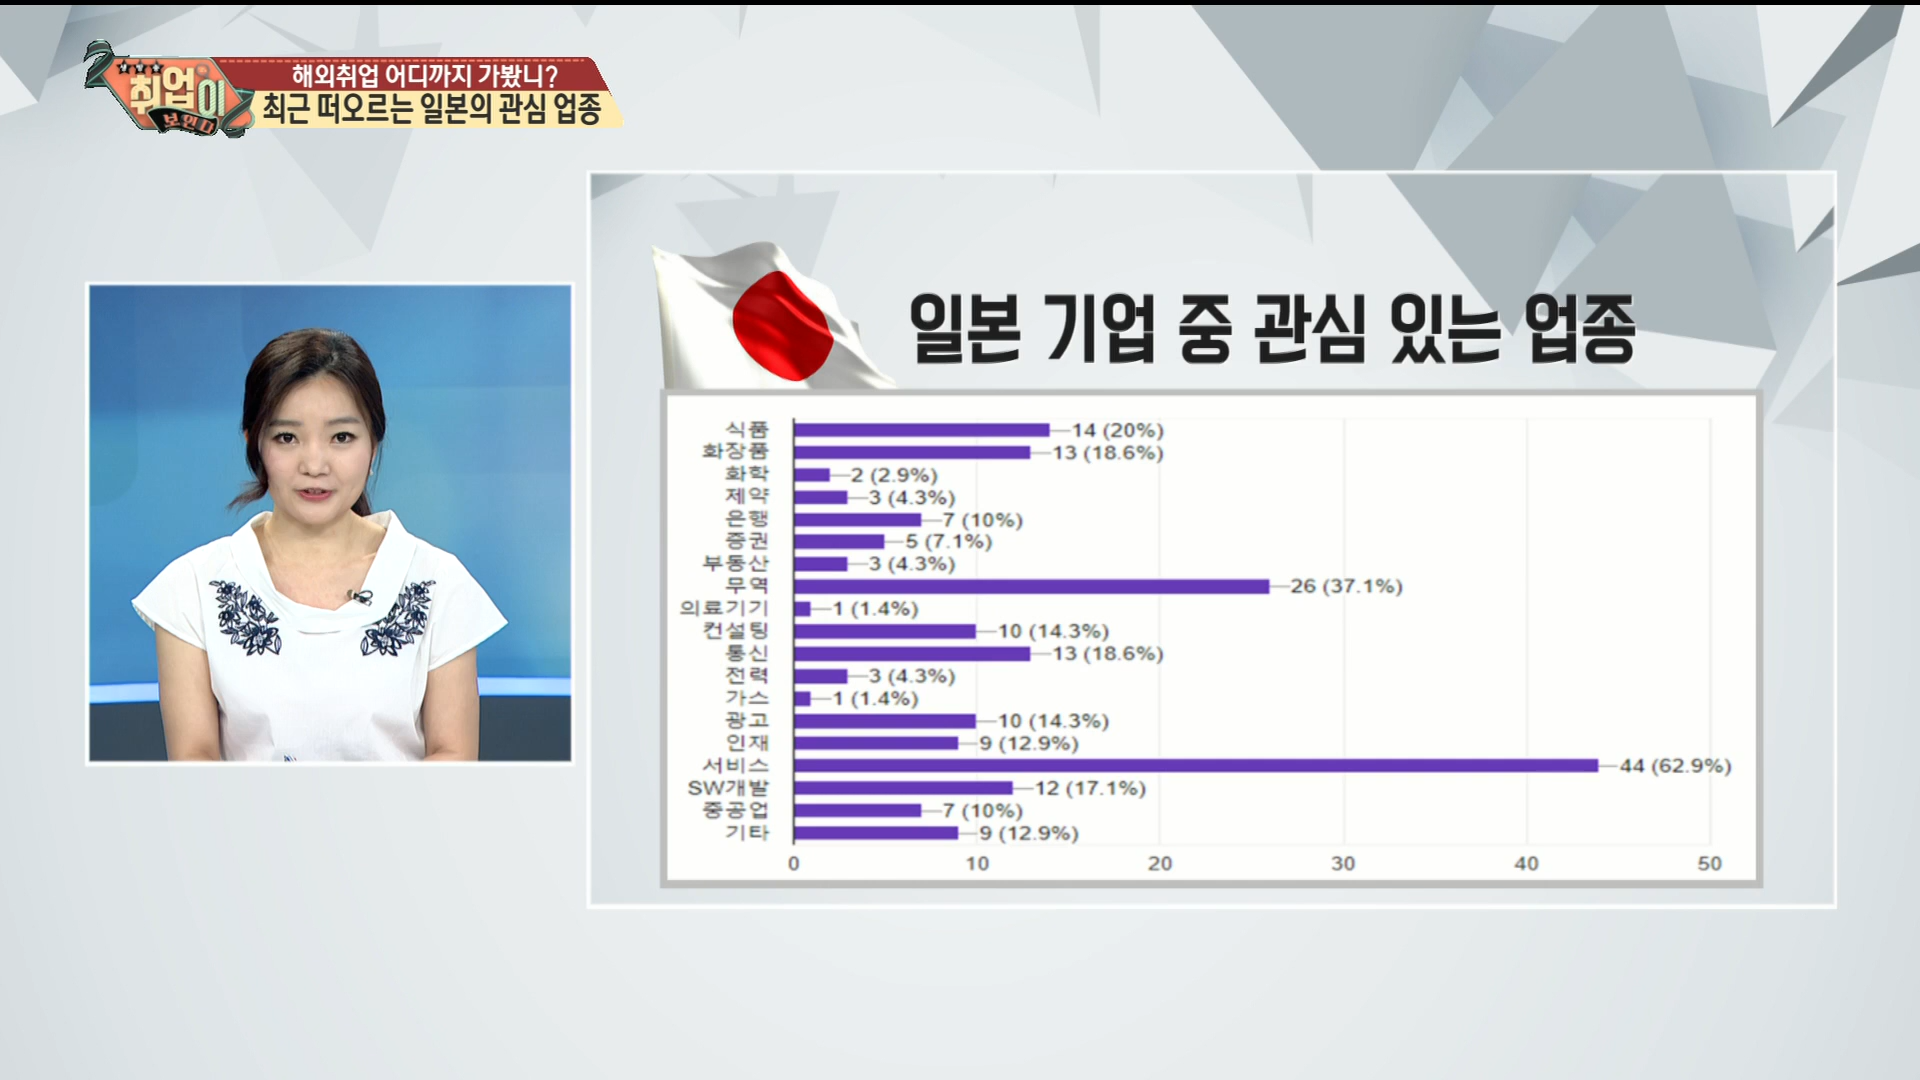 취업이
보인다
해외취업 어디까지 가봤니?
최근 떠오르는 일본의 관심 업종
일본 기업 중 관심 있는 업종
식품 14 (20%)
화장품 13 (18.6%)
화학 2 (2.9%)
제약 3 (4.3%)
은행 7 (10%)
증권 5 (7.1%)
부동산 3 (4.3%)
무역 26 (37.1%)
의료기기 1 (1.4%)
컨설팅 10 (14.3%)
통신 13 (18.6%)
전력 3 (4.3%)
가스 1 (1.4%)
광고 10 (14.3%)
인재 9 (12.9%)
서비스 44 (62.9%)
SW개발 12 (17.1%)
중공업 7 (10%)
기타 9 (12.9%)
0 10 20 30 40 50